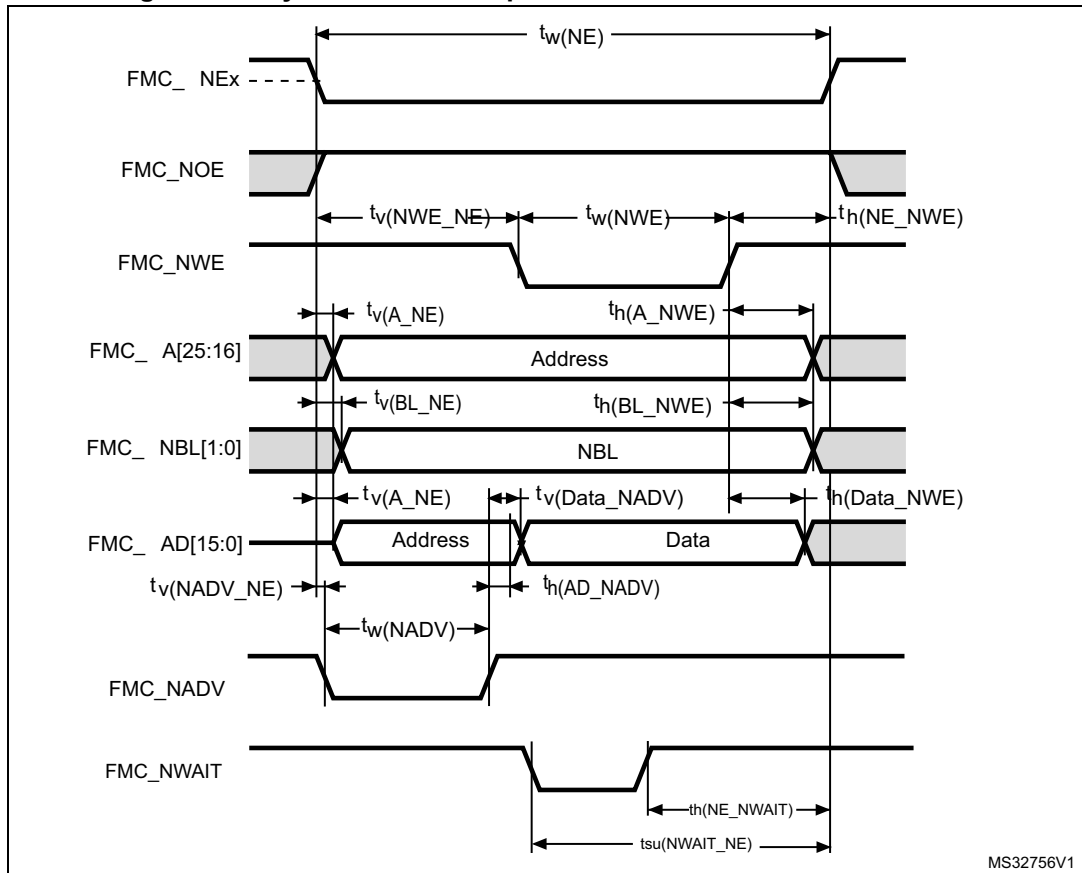 tw(NE)
FMC_ NEx
FMC_NOE
tv(NWE_NE)
tw(NWE)
th(NE_NWE)
FMC_NWE
tv(A_NE)
th(A_NWE)
FMC_ A[25:16]
Address
tv(BL_NE)
th(BL_NWE)
FMC_ NBL[1:0]
NBL
tv(A_NE)
tv(Data_NADV)
th(Data_NWE)
FMC_ AD[15:0]
Address
Data
tv(NADV_NE)
th(AD_NADV)
tw(NADV)
FMC_NADV
FMC_NWAIT
th(NE_NWAIT)
tsu(NWAIT_NE)
MS32756V1